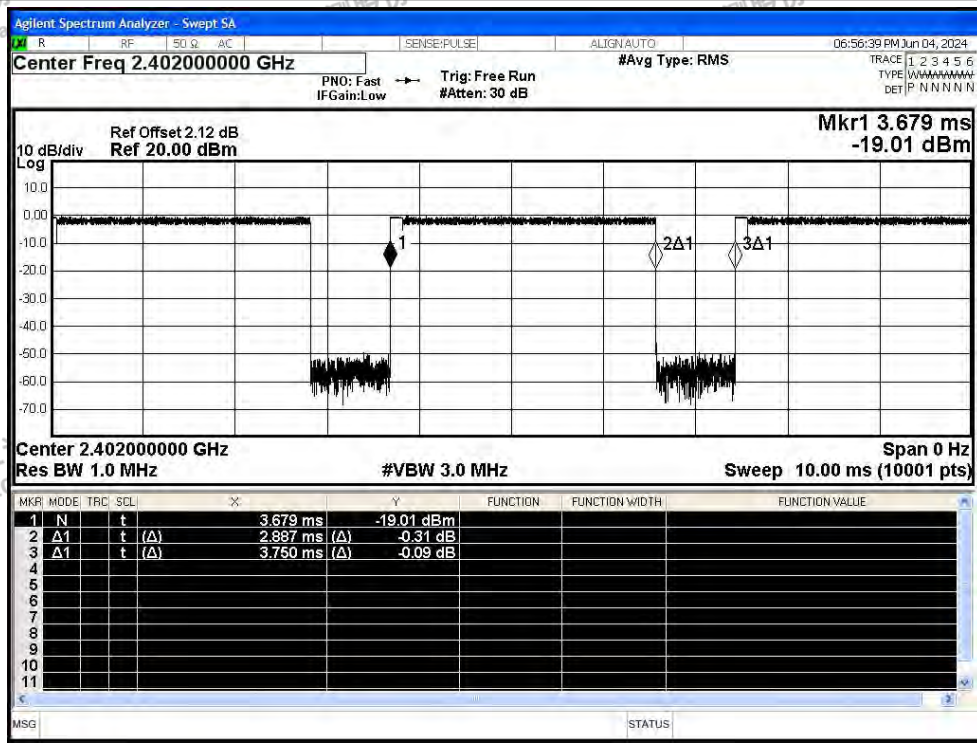 Agilent Spectrum Analyzer - Swept SA
R RF 50 Ω AC SENSE:PULSE ALIGN AUTO 06:56:39 PM Jun 04, 2024
Center Freq 2.402000000 GHz
PNO: Fast
IFGain:Low
Trig: Free Run
#Atten: 30 dB
#Avg Type: RMS
TRACE 1 2 3 4 5 6
TYPE
DET P N N N N N
Mkr1 3.679 ms
-19.01 dBm
Ref Offset 2.12 dB
10 dB/div Ref 20.00 dBm
Log
10.0
0.00
-10.0
-20.0
-30.0
-40.0
-50.0
-60.0
-70.0
1
2Δ1
3Δ1
Center 2.402000000 GHz Span 0 Hz
Res BW 1.0 MHz #VBW 3.0 MHz Sweep 10.00 ms (10001 pts)
MKR MODE TRC SCL X Y FUNCTION FUNCTION WIDTH FUNCTION VALUE
1 N t 3.679 ms -19.01 dBm
2 Δ1 t (Δ) 2.887 ms (Δ) -0.31 dB
3 Δ1 t (Δ) 3.750 ms (Δ) -0.09 dB
4
5
6
7
8
9
10
11
MSG STATUS